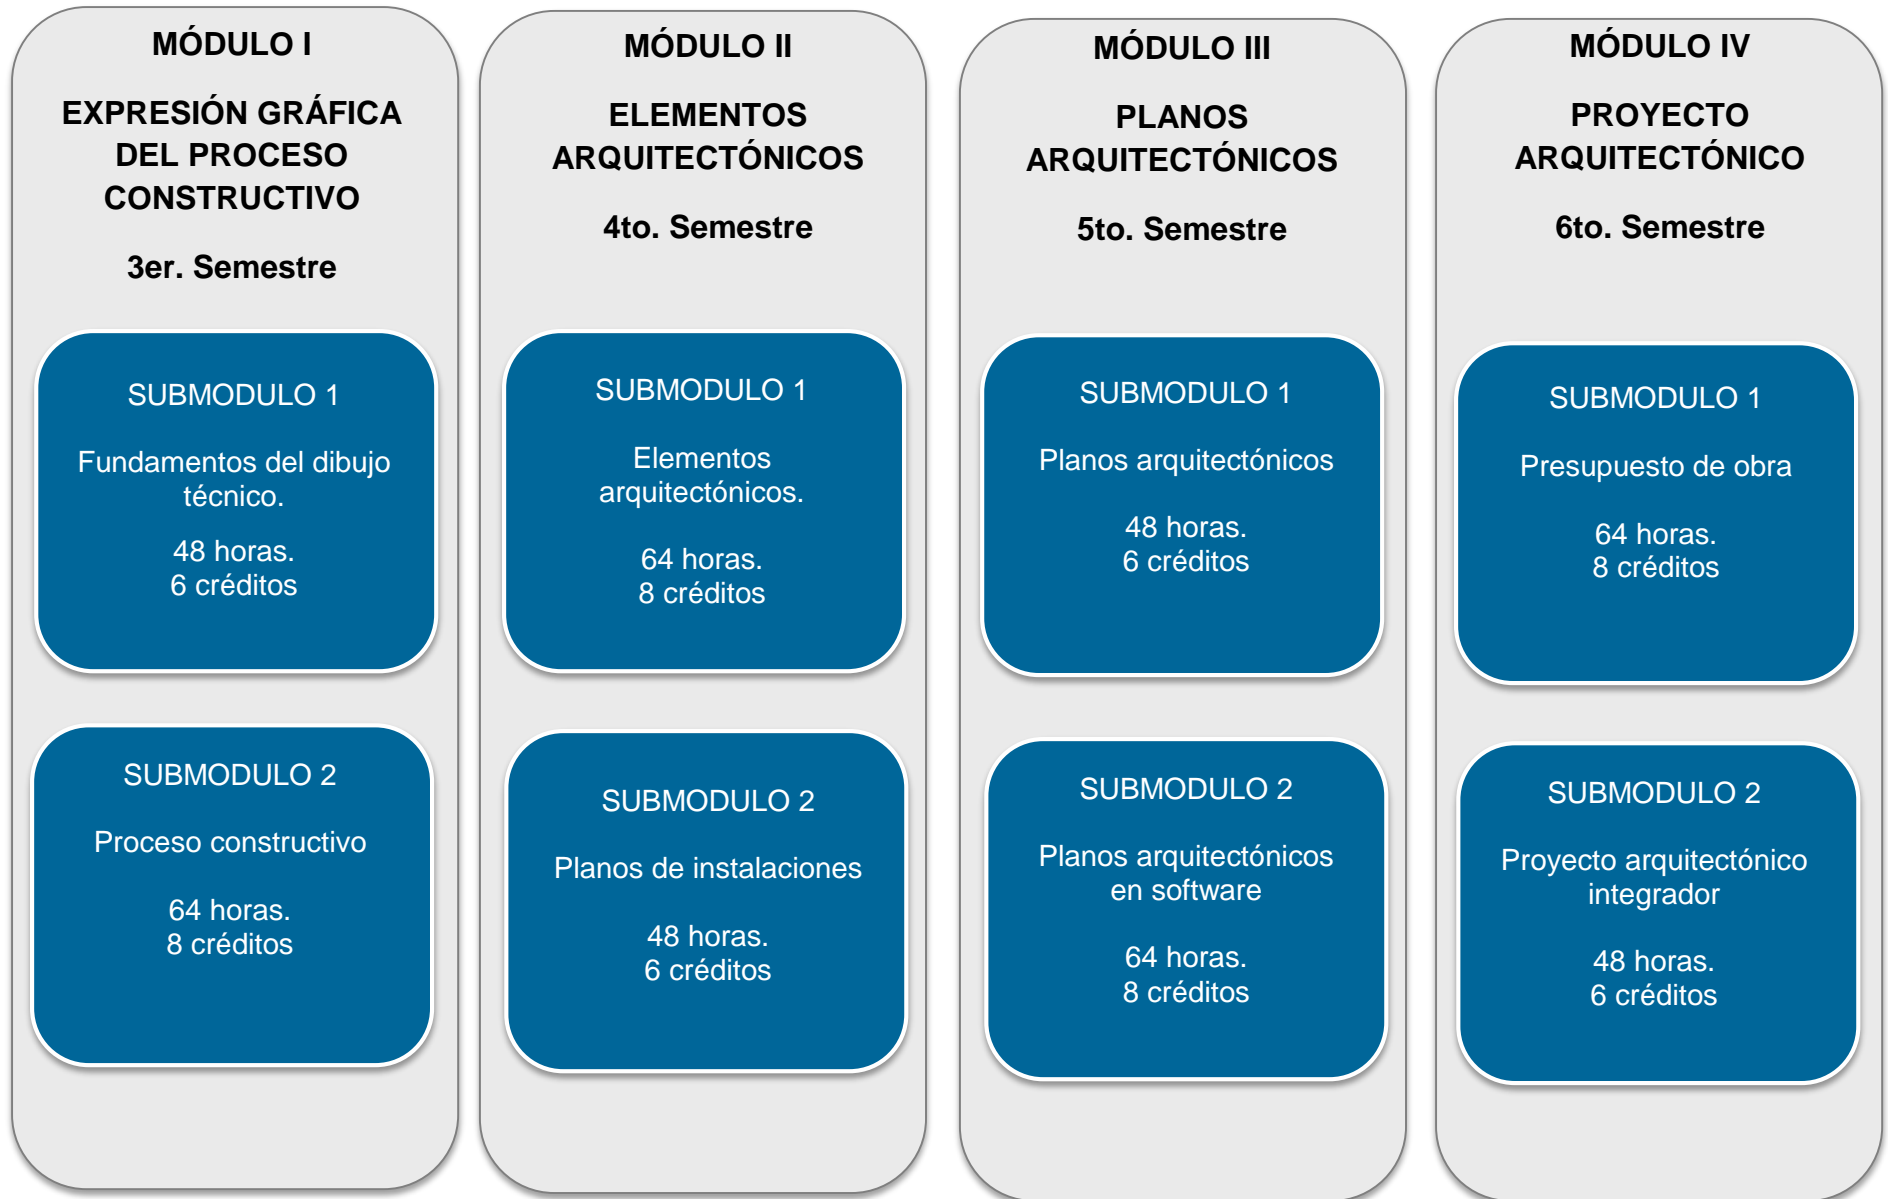 MÓDULO I
EXPRESIÓN GRÁFICA
DEL PROCESO
CONSTRUCTIVO
3er. Semestre
SUBMODULO 1
Fundamentos del dibujo
técnico.
48 horas.
6 créditos
SUBMODULO 2
Proceso constructivo
64 horas.
8 créditos
MÓDULO II
ELEMENTOS
ARQUITECTÓNICOS
4to. Semestre
SUBMODULO 1
Elementos
arquitectónicos.
64 horas.
8 créditos
SUBMODULO 2
Planos de instalaciones
48 horas.
6 créditos
MÓDULO III
PLANOS
ARQUITECTÓNICOS
5to. Semestre
SUBMODULO 1
Planos arquitectónicos
48 horas.
6 créditos
SUBMODULO 2
Planos arquitectónicos
en software
64 horas.
8 créditos
MÓDULO IV
PROYECTO
ARQUITECTÓNICO
6to. Semestre
SUBMODULO 1
Presupuesto de obra
64 horas.
8 créditos
SUBMODULO 2
Proyecto arquitectónico
integrador
48 horas.
6 créditos